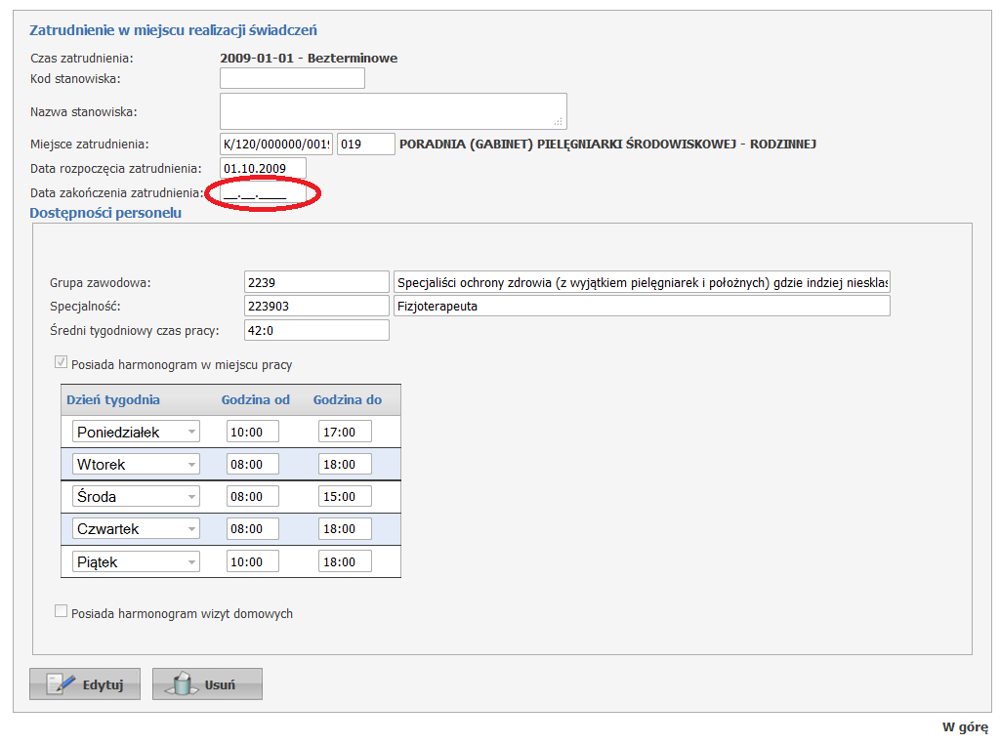 Zatrudnienie w miejscu realizacji świadczeń
Czas zatrudnienia: 2009-01-01 - Bezterminowe
Kod stanowiska:
Nazwa stanowiska:
Miejsce zatrudnienia: K/120/000000/001 019 PORADNIA (GABINET) PIELĘGNIARKI ŚRODOWISKOWEJ - RODZINNEJ
Data rozpoczęcia zatrudnienia: 01.10.2009
Data zakończenia zatrudnienia: __.__.____
Dostępności personelu
Grupa zawodowa: 2239 Specjaliści ochrony zdrowia (z wyjątkiem pielęgniarek i położnych) gdzie indziej niesklas
Specjalność: 223903 Fizjoterapeuta
Średni tygodniowy czas pracy: 42:0
Posiada harmonogram w miejscu pracy
Dzień tygodnia Godzina od Godzina do
Poniedziałek 10:00 17:00
Wtorek 08:00 18:00
Środa 08:00 15:00
Czwartek 08:00 18:00
Piątek 10:00 18:00
Posiada harmonogram wizyt domowych
Edytuj Usuń
W górę